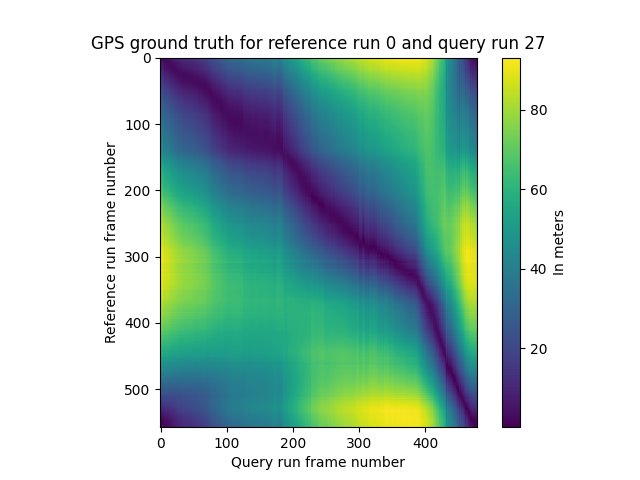 GPS ground truth for reference run 0 and query run 27
0
100
200
300
400
500
Reference run frame number
0 100 200 300 400
Query run frame number
80
60
40
20
In meters